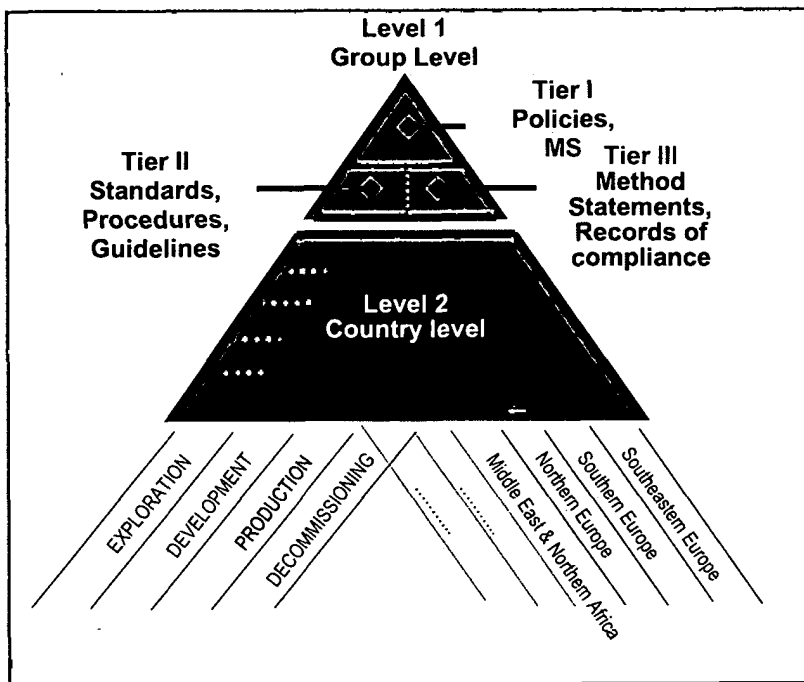 Level 1
Group Level
Tier I
Policies,
MS
Tier II
Standards,
Procedures,
Guidelines
Tier III
Method
Statements,
Records of
compliance
Level 2
Country level
EXPLORATION
DEVELOPMENT
PRODUCTION
DECOMMISSIONING
..........
..........
Middle East & Northern Africa
Northern Europe
Southern Europe
Southeastern Europe